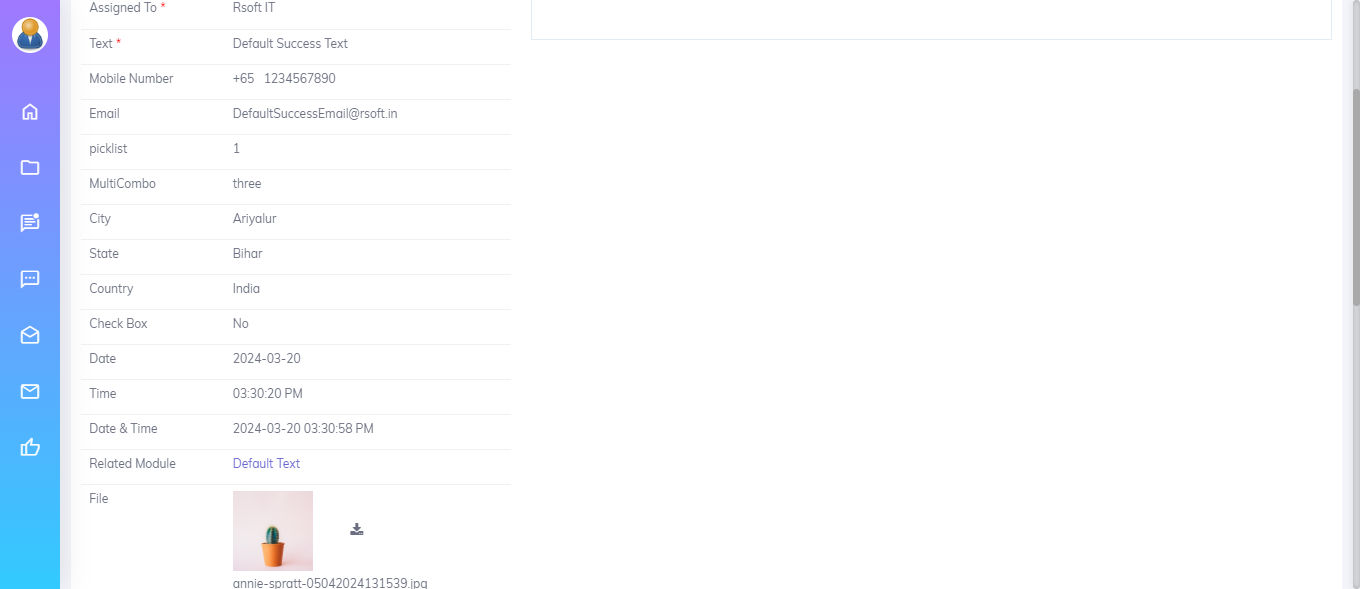 Assigned To * Rsoft IT
Text * Default Success Text
Mobile Number +65 1234567890
Email DefaultSuccessEmail@rsoft.in
picklist 1
MultiCombo three
City Ariyalur
State Bihar
Country India
Check Box No
Date 2024-03-20
Time 03:30:20 PM
Date & Time 2024-03-20 03:30:58 PM
Related Module Default Text
File
annie-spratt-05042024131539.jpg